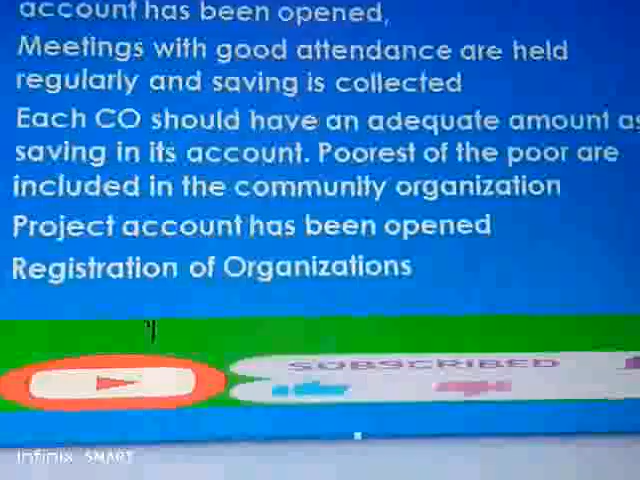 account has been opened,
Meetings with good attendance are held
regularly and saving is collected
Each CO should have an adequate amount as
saving in its account. Poorest of the poor are
included in the community organization
Project account has been opened
Registration of Organizations
SUBSCRIBED
Infinix SMART